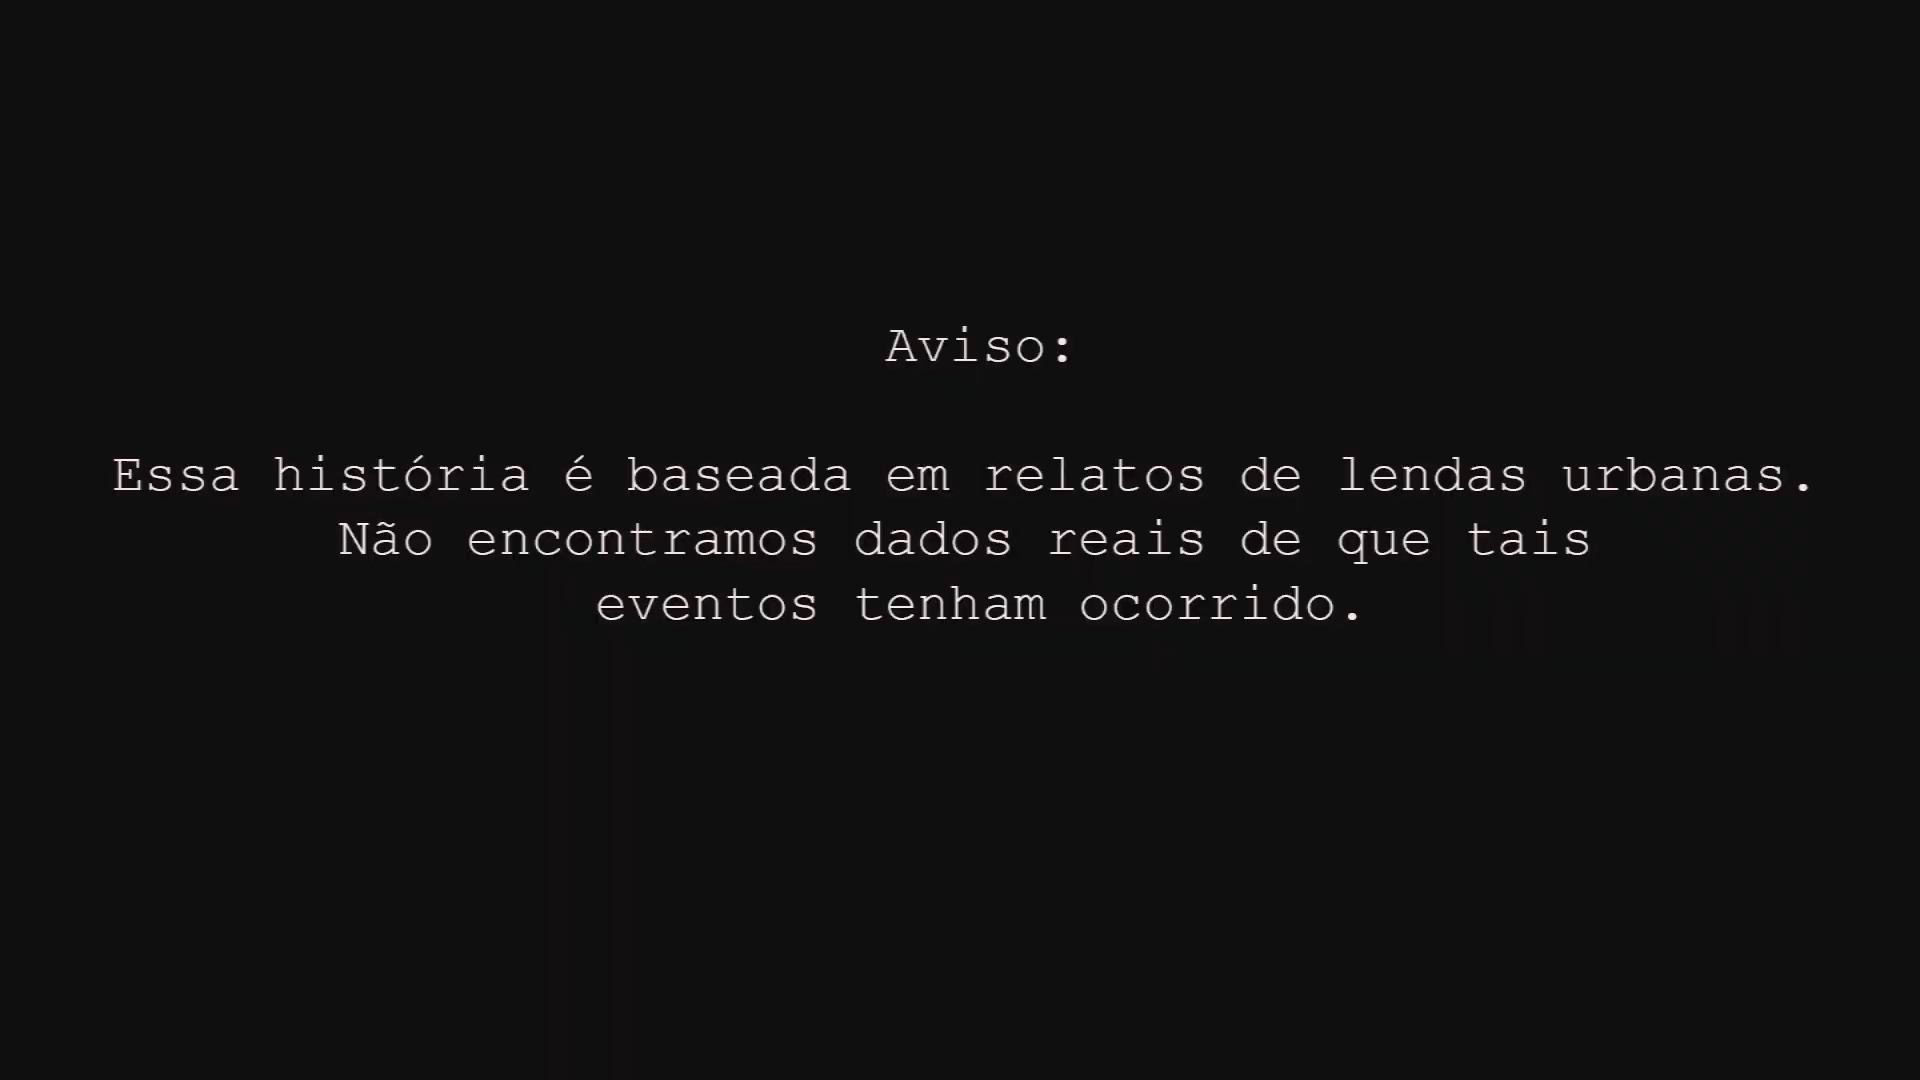 Aviso:
Essa história é baseada em relatos de lendas urbanas.
Não encontramos dados reais de que tais
eventos tenham ocorrido.